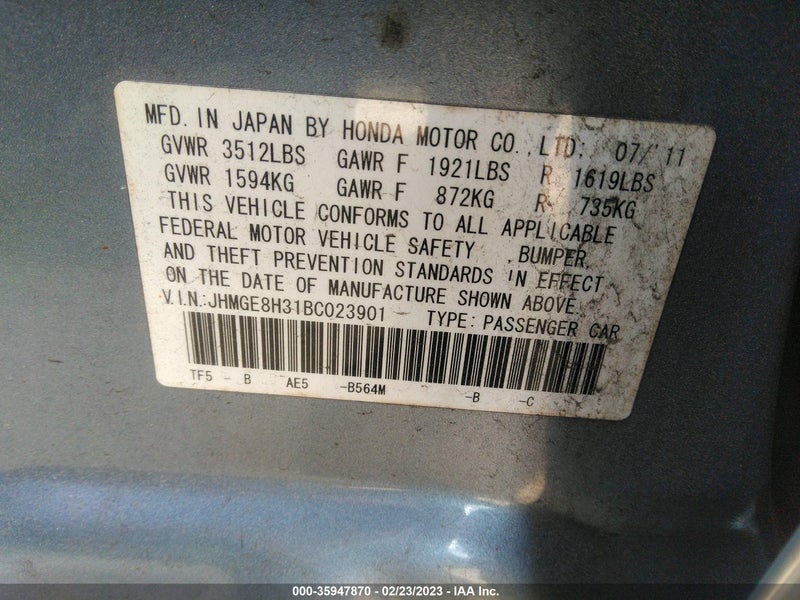 MFD. IN JAPAN BY HONDA MOTOR CO., LTD. 07/'11
GVWR 3512LBS GAWR F 1921LBS R 1619LBS
GVWR 1594KG GAWR F 872KG R 735KG
THIS VEHICLE CONFORMS TO ALL APPLICABLE
FEDERAL MOTOR VEHICLE SAFETY , BUMPER,
AND THEFT PREVENTION STANDARDS IN EFFECT
ON THE DATE OF MANUFACTURE SHOWN ABOVE.
V.I.N.:JHMGE8H31BC023901 TYPE: PASSENGER CAR
TF5 - B AE5 -B564M -B -C
000-35947870 - 02/23/2023 - IAA Inc.